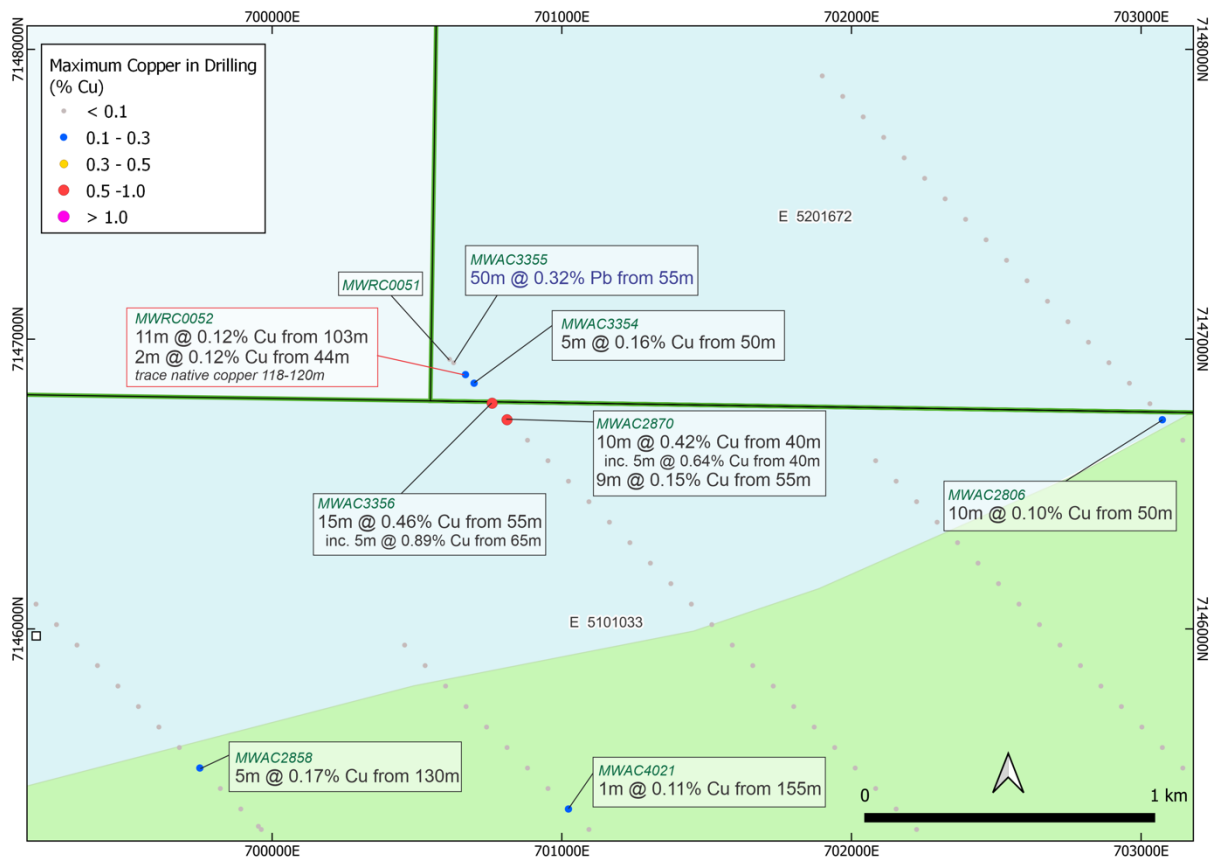 700000E
701000E
702000E
703000E
7148000N
7148000N
Maximum Copper in Drilling
(% Cu)
< 0.1
0.1 - 0.3
0.3 - 0.5
0.5 -1.0
> 1.0
E 5201672
MWAC3355
50m @ 0.32% Pb from 55m
MWRC0051
MWRC0052
11m @ 0.12% Cu from 103m
2m @ 0.12% Cu from 44m
trace native copper 118-120m
MWAC3354
5m @ 0.16% Cu from 50m
7147000N
7147000N
MWAC2870
10m @ 0.42% Cu from 40m
inc. 5m @ 0.64% Cu from 40m
9m @ 0.15% Cu from 55m
MWAC3356
15m @ 0.46% Cu from 55m
inc. 5m @ 0.89% Cu from 65m
MWAC2806
10m @ 0.10% Cu from 50m
7146000N
7146000N
E 5101033
MWAC2858
5m @ 0.17% Cu from 130m
MWAC4021
1m @ 0.11% Cu from 155m
0
1 km
700000E
701000E
702000E
703000E